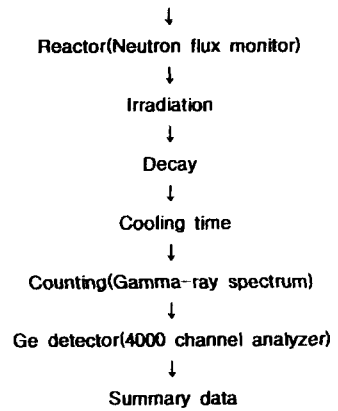 ↓
Reactor(Neutron flux monitor)
↓
Irradiation
↓
Decay
↓
Cooling time
↓
Counting(Gamma-ray spectrum)
↓
Ge detector(4000 channel analyzer)
↓
Summary data